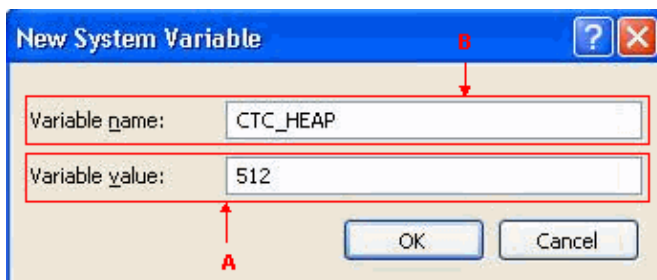 New System Variable
B
Variable name: CTC_HEAP
Variable value: 512
A
OK Cancel